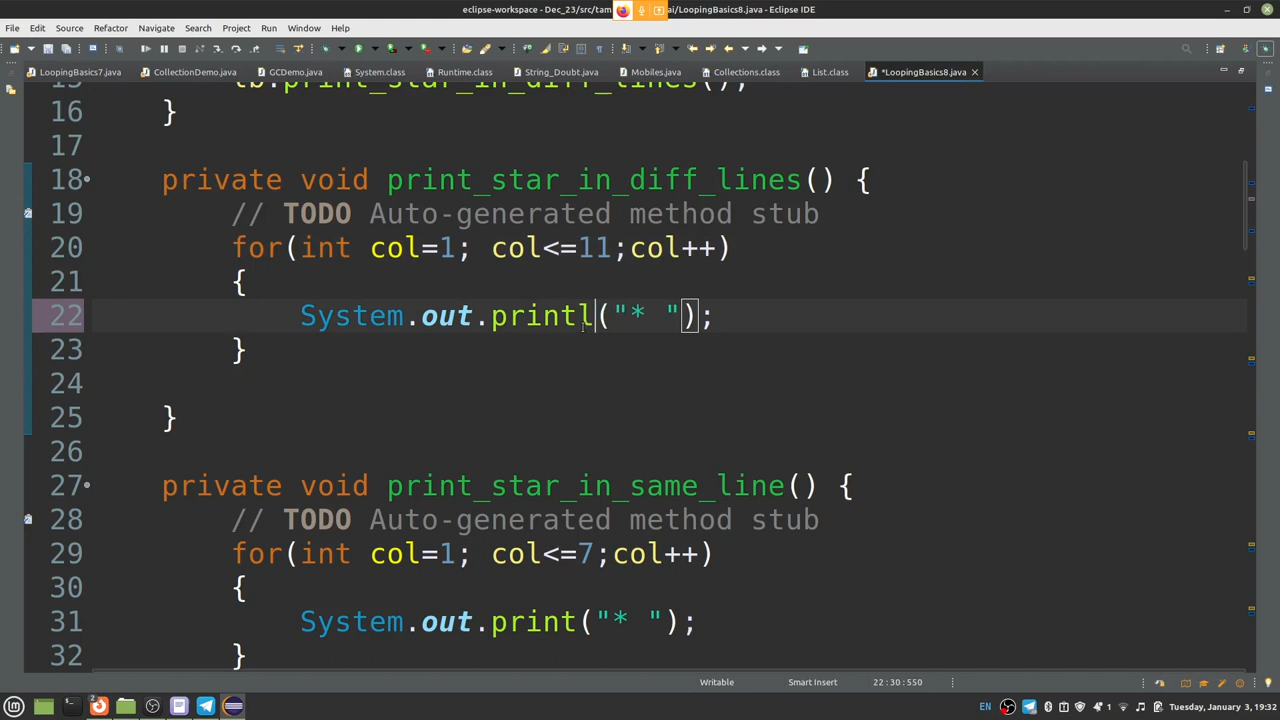 eclipse-workspace - Dec_23/src/tam ai/LoopingBasics8.java - Eclipse IDE
File Edit Source Refactor Navigate Search Project Run Window Help
LoopingBasics7.java CollectionDemo.java GCDemo.java System.class Runtime.class String_Doubt.java Mobiles.java Collections.class List.class *LoopingBasics8.java
15 lb.print_star_in_diff_lines();
16 }
17
18 private void print_star_in_diff_lines() {
19 // TODO Auto-generated method stub
20 for(int col=1; col<=11;col++)
21 {
22 System.out.printl("* ");
23 }
24
25 }
26
27 private void print_star_in_same_line() {
28 // TODO Auto-generated method stub
29 for(int col=1; col<=7;col++)
30 {
31 System.out.print("* ");
32 }
Writable Smart Insert 22 : 30 : 550
2 EN 1 Tuesday, January 3, 19:32